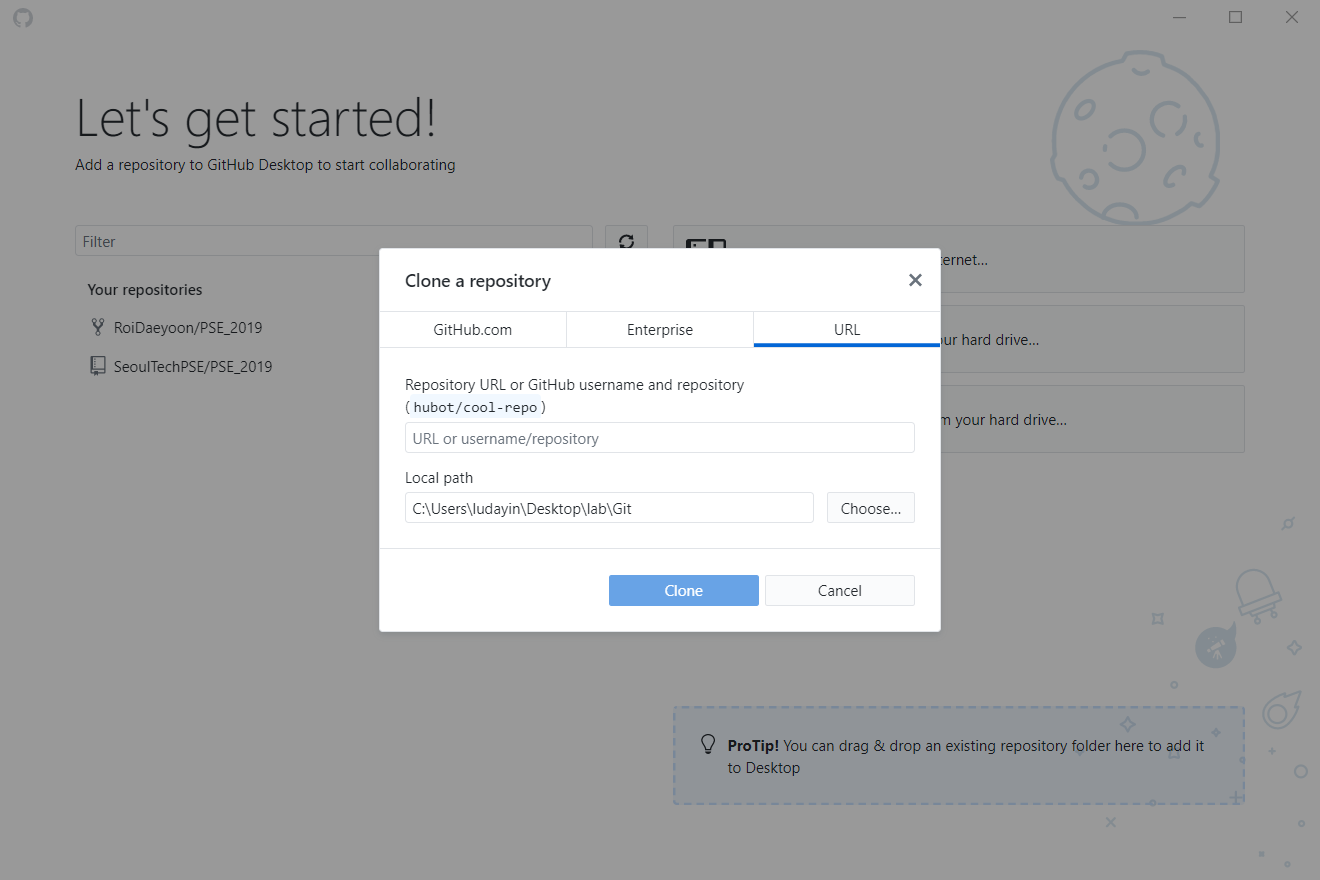 Let's get started!
Add a repository to GitHub Desktop to start collaborating
Filter
Your repositories
RoiDaeyoon/PSE_2019
SeoulTechPSE/PSE_2019
ternet...
our hard drive...
m your hard drive...
Clone a repository
GitHub.com
Enterprise
URL
Repository URL or GitHub username and repository
(hubot/cool-repo)
URL or username/repository
Local path
C:\Users\ludayin\Desktop\lab\Git
Choose...
Clone
Cancel
ProTip! You can drag & drop an existing repository folder here to add it
to Desktop